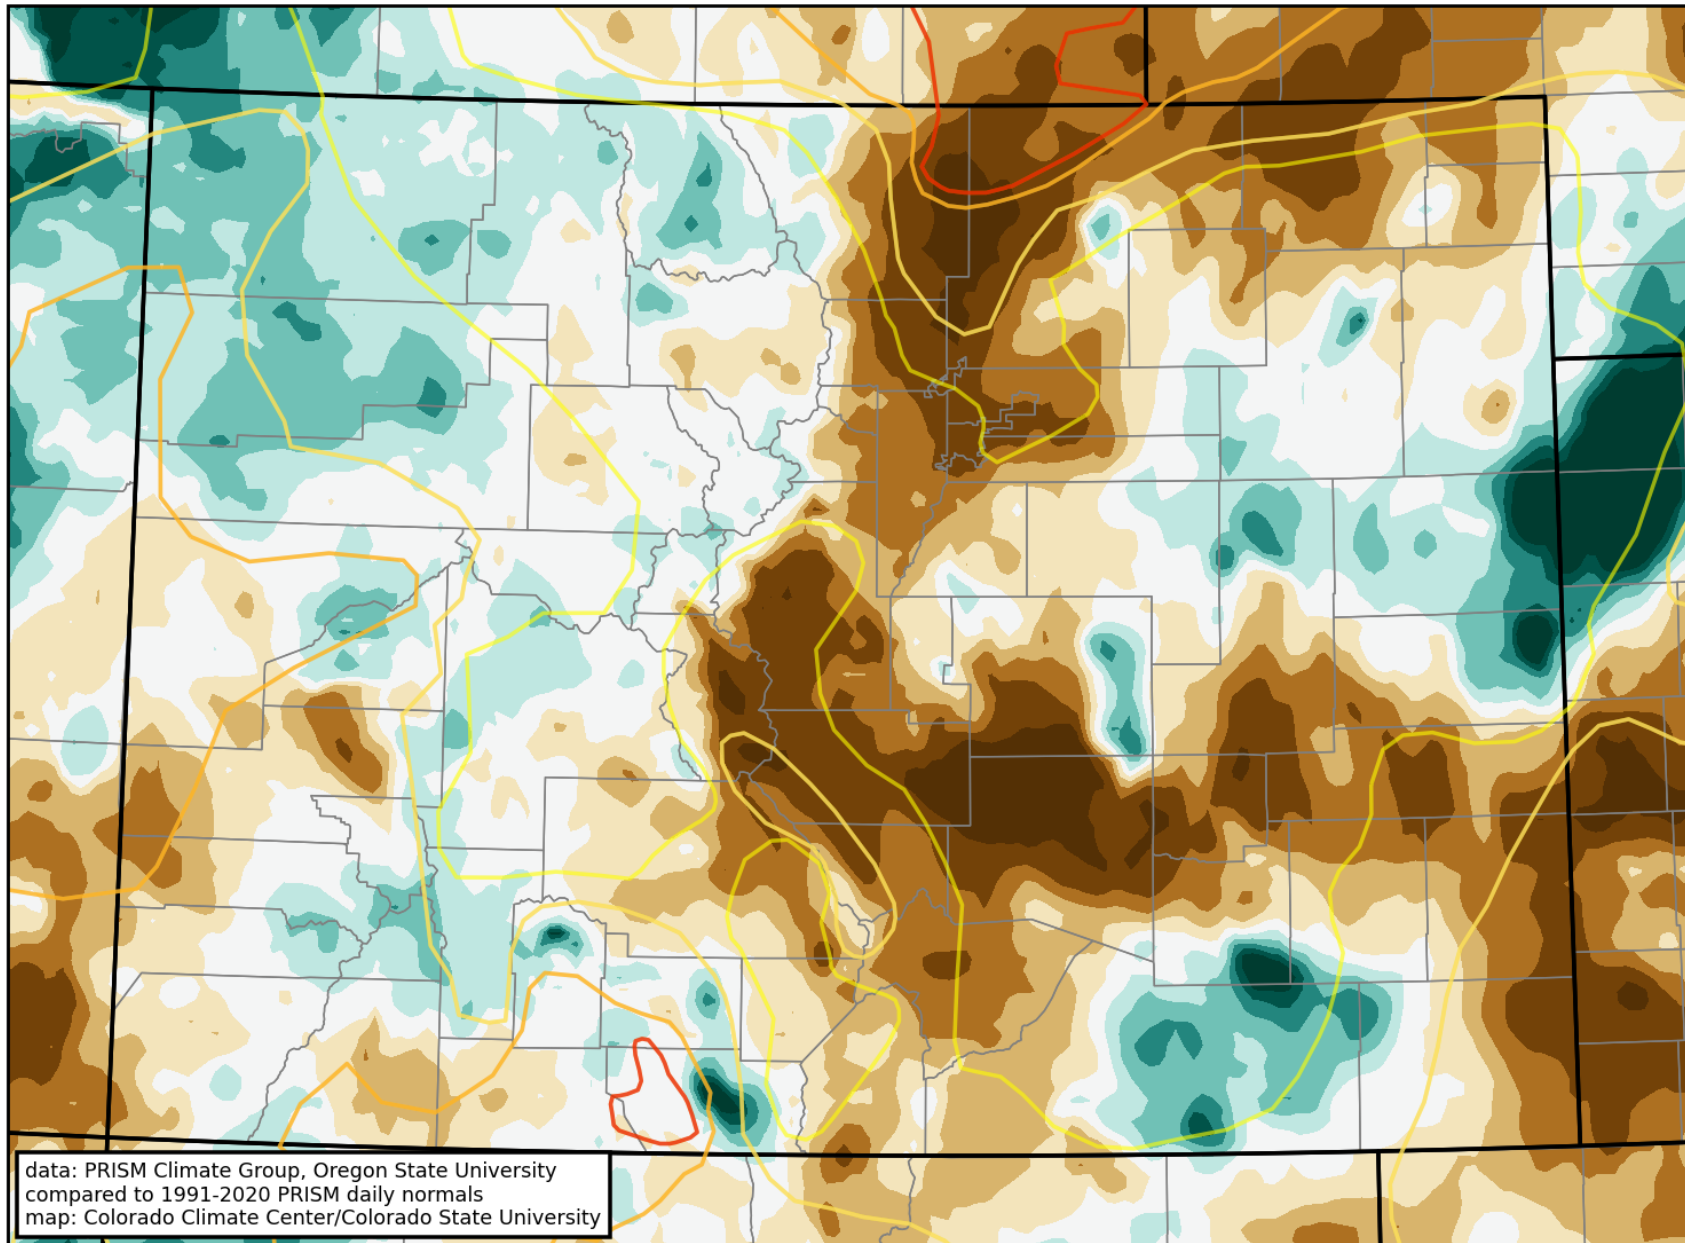 data: PRISM Climate Group, Oregon State University
compared to 1991-2020 PRISM daily normals
map: Colorado Climate Center/Colorado State University